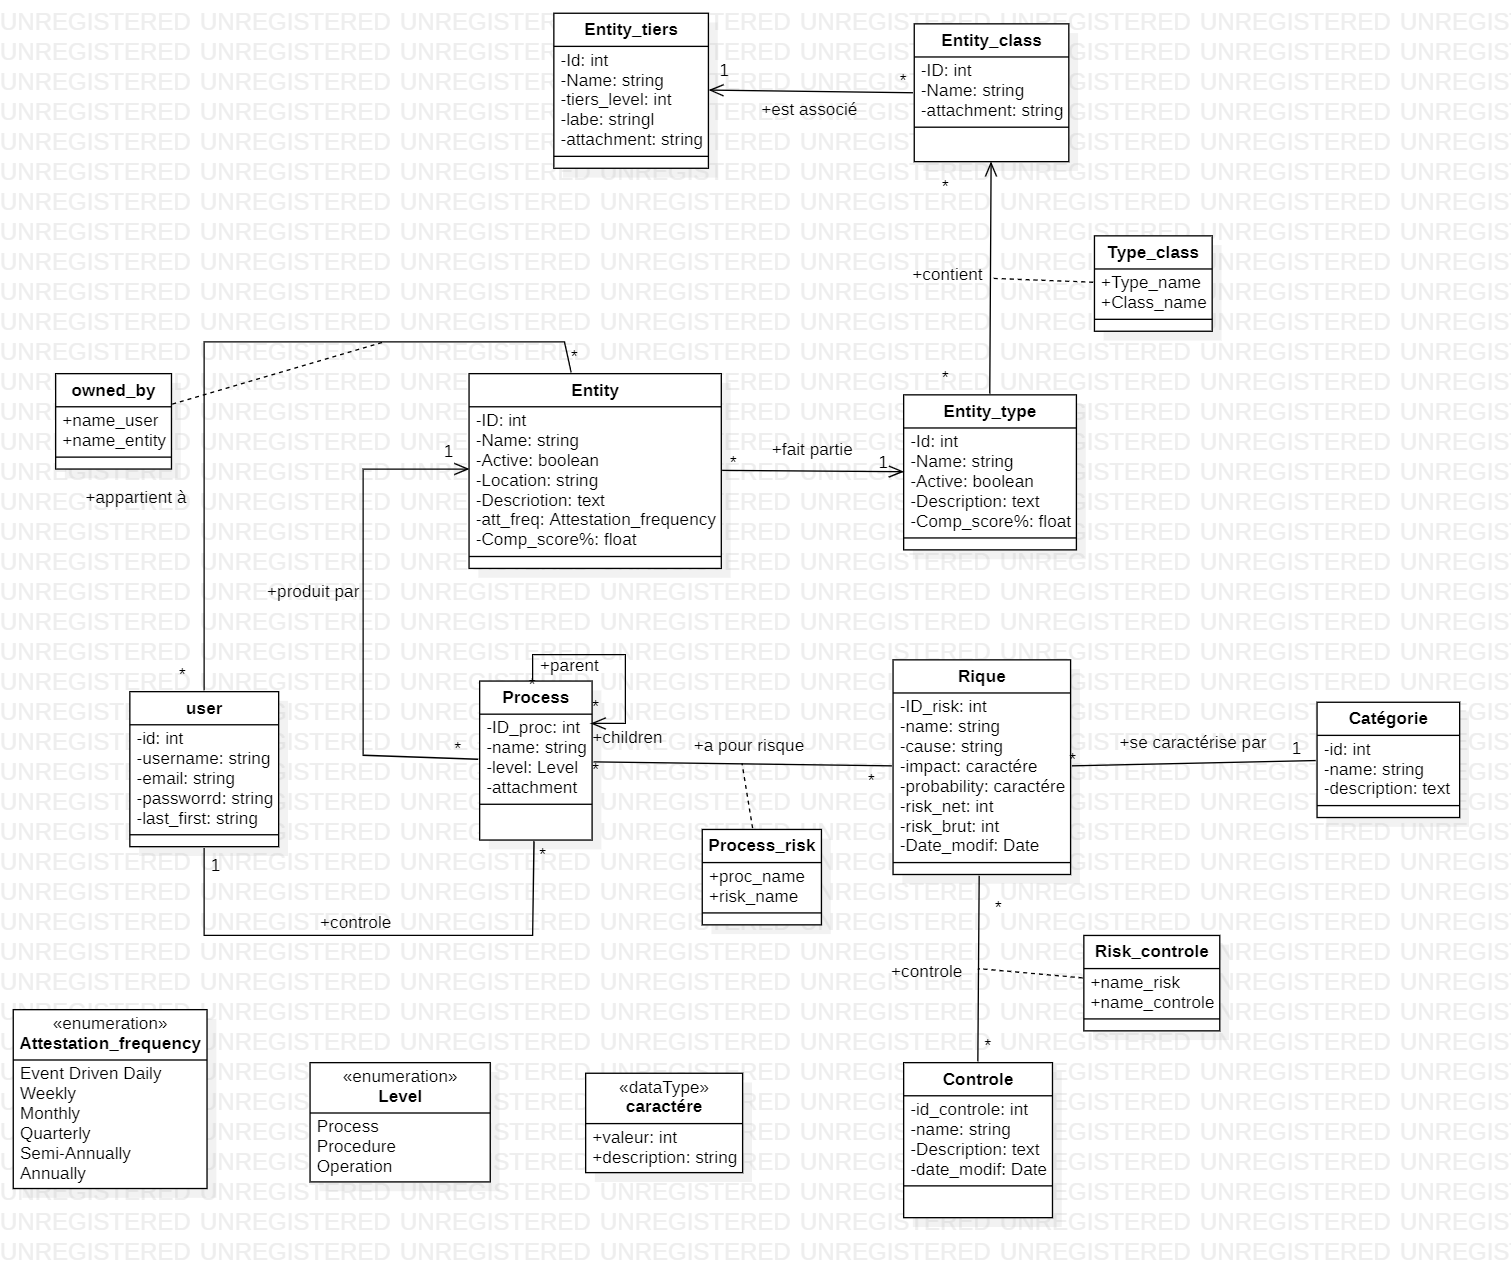 Entity_tiers
-Id: int
-Name: string
-tiers_level: int
-labe: stringl
-attachment: string
1
*
+est associé
Entity_class
-ID: int
-Name: string
-attachment: string
*
+contient
*
Type_class
+Type_name
+Class_name
owned_by
+name_user
+name_entity
+appartient à
*
*
Entity
-ID: int
-Name: string
-Active: boolean
-Location: string
-Descriotion: text
-att_freq: Attestation_frequency
-Comp_score%: float
1
*
+fait partie
1
Entity_type
-Id: int
-Name: string
-Active: boolean
-Description: text
-Comp_score%: float
+produit par
*
user
-id: int
-username: string
-email: string
-passworrd: string
-last_first: string
1
+controle
*
+parent
*
*
+children
Process
-ID_proc: int
-name: string
-level: Level
-attachment
*
+a pour risque
*
Process_risk
+proc_name
+risk_name
Rique
-ID_risk: int
-name: string
-cause: string
-impact: caractére
-probability: caractére
-risk_net: int
-risk_brut: int
-Date_modif: Date
*
+se caractérise par
1
Catégorie
-id: int
-name: string
-description: text
*
+controle
*
Risk_controle
+name_risk
+name_controle
Controle
-id_controle: int
-name: string
-Description: text
-date_modif: Date
«enumeration»
Attestation_frequency
Event Driven Daily
Weekly
Monthly
Quarterly
Semi-Annually
Annually
«enumeration»
Level
Process
Procedure
Operation
«dataType»
caractére
+valeur: int
+description: string
UNREGISTERED